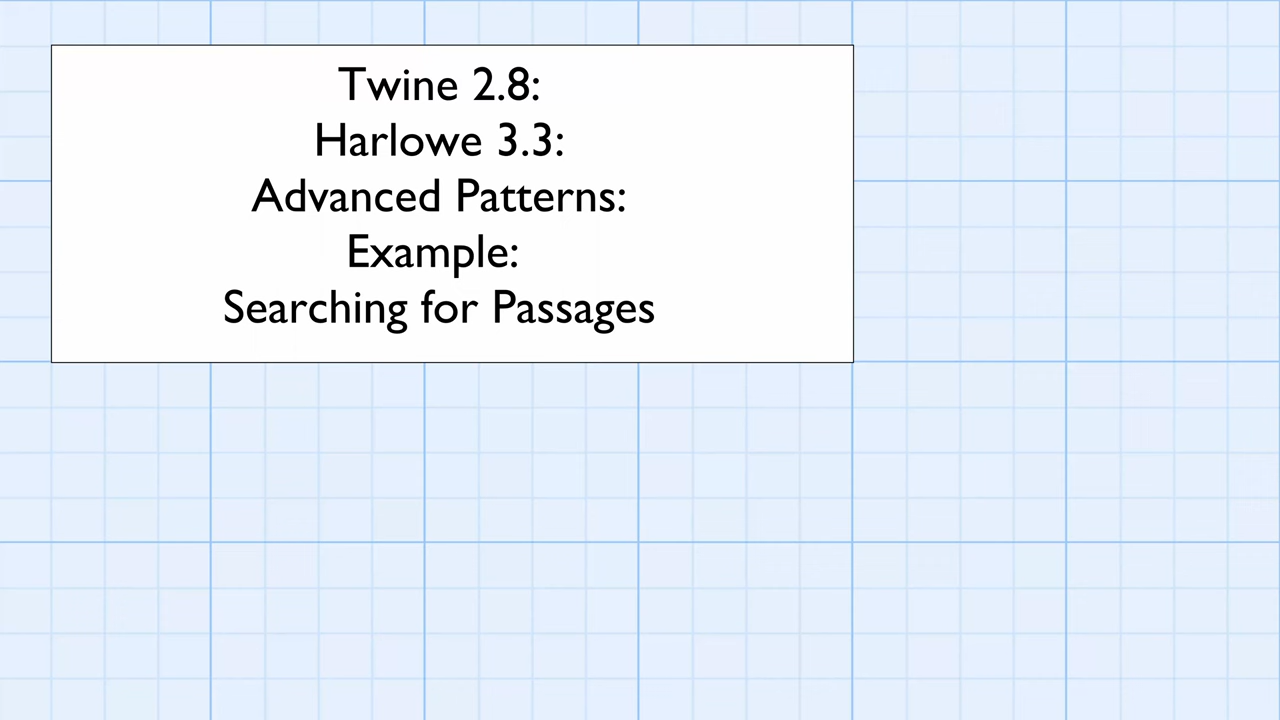 Twine 2.8:
Harlowe 3.3:
Advanced Patterns:
Example:
Searching for Passages